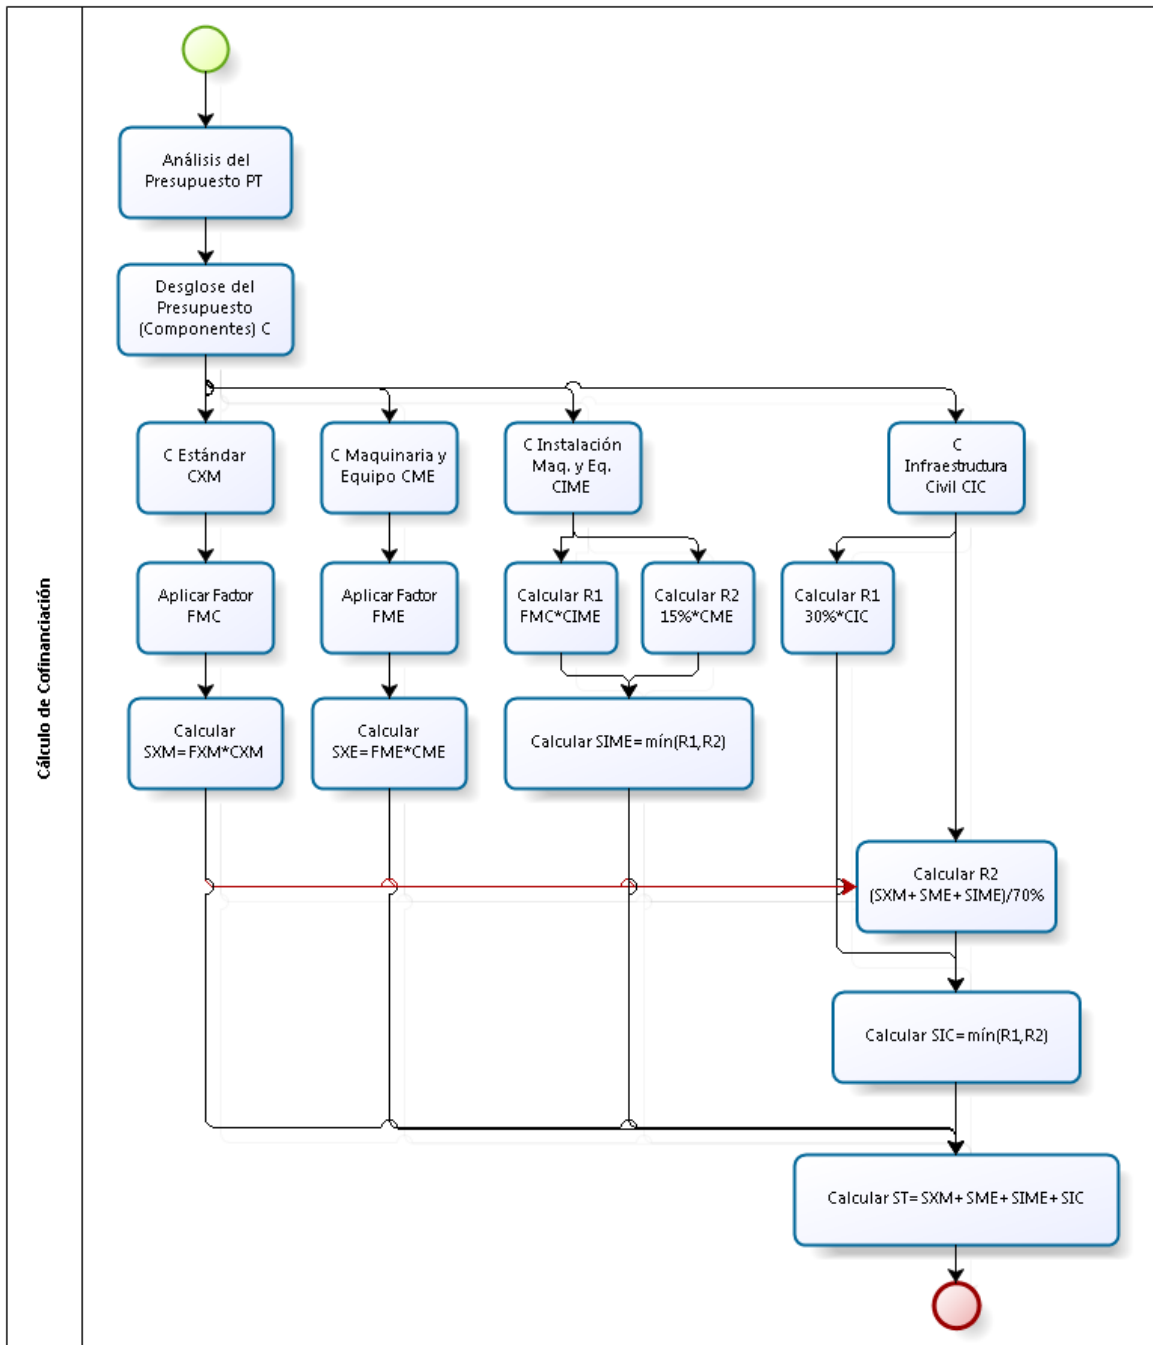 Cálculo de Cofinanciación
Análisis del
Presupuesto PT
Desglose del
Presupuesto
(Componentes) C
C Estándar
CXM
C Maquinaria y
Equipo CME
C Instalación
Maq. y Eq.
CIME
C
Infraestructura
Civil CIC
Aplicar Factor
FMC
Aplicar Factor
FME
Calcular R1
FMC*CIME
Calcular R2
15%*CME
Calcular R1
30%*CIC
Calcular
SXM=FXM*CXM
Calcular
SXE=FME*CME
Calcular SIME=mín(R1,R2)
Calcular R2
(SXM+SME+SIME)/70%
Calcular SIC=mín(R1,R2)
Calcular ST=SXM+SME+SIME+SIC